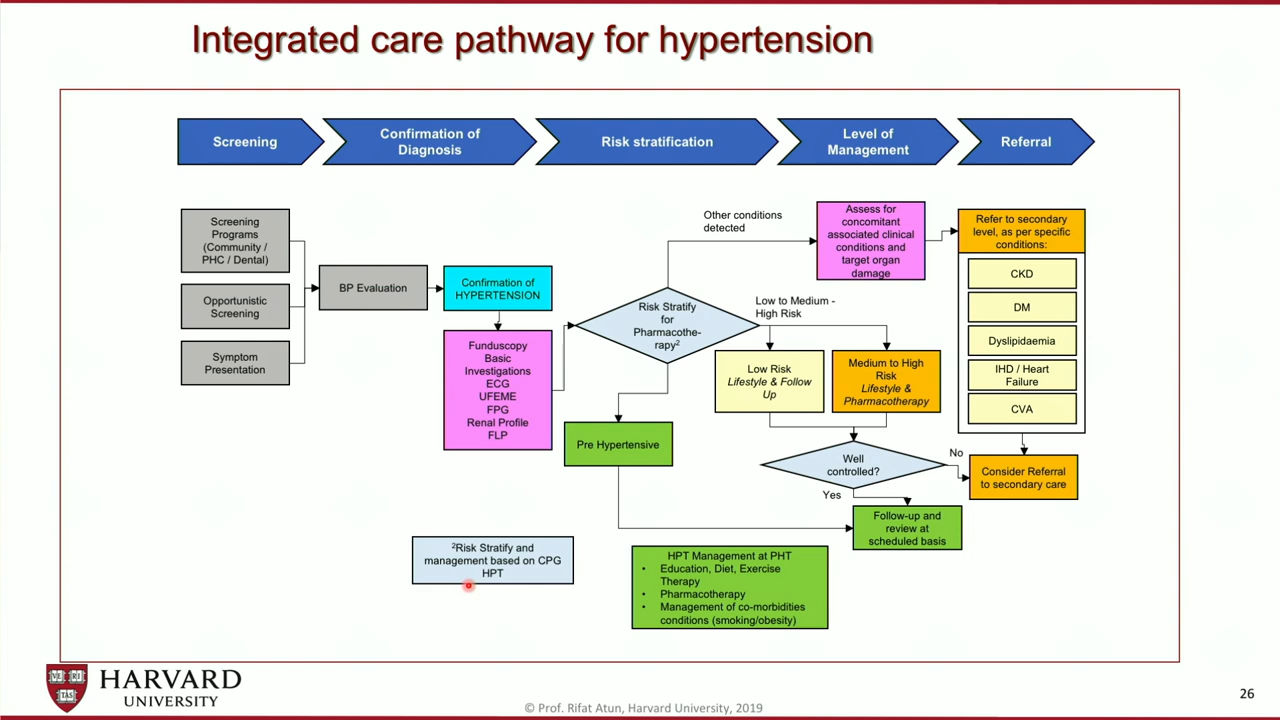 Integrated care pathway for hypertension
Screening
Confirmation of
Diagnosis
Risk stratification
Level of
Management
Referral
Screening
Programs
(Community /
PHC / Dental)
Opportunistic
Screening
Symptom
Presentation
BP Evaluation
Confirmation of
HYPERTENSION
Funduscopy
Basic
Investigations
ECG
UFEME
FPG
Renal Profile
FLP
Risk Stratify
for
Pharmacothe-
rapy²
Other conditions
detected
Assess for
concomitant
associated clinical
conditions and
target organ
damage
Low to Medium -
High Risk
Low Risk
Lifestyle & Follow
Up
Medium to High
Risk
Lifestyle &
Pharmacotherapy
Pre Hypertensive
Well
controlled?
No
Yes
Follow-up and
review at
scheduled basis
Refer to secondary
level, as per specific
conditions:
CKD
DM
Dyslipidaemia
IHD / Heart
Failure
CVA
Consider Referral
to secondary care
²Risk Stratify and
management based on CPG
HPT
HPT Management at PHT
• Education, Diet, Exercise
Therapy
• Pharmacotherapy
• Management of co-morbidities
conditions (smoking/obesity)
VE RI
TAS
HARVARD
UNIVERSITY
© Prof. Rifat Atun, Harvard University, 2019
26